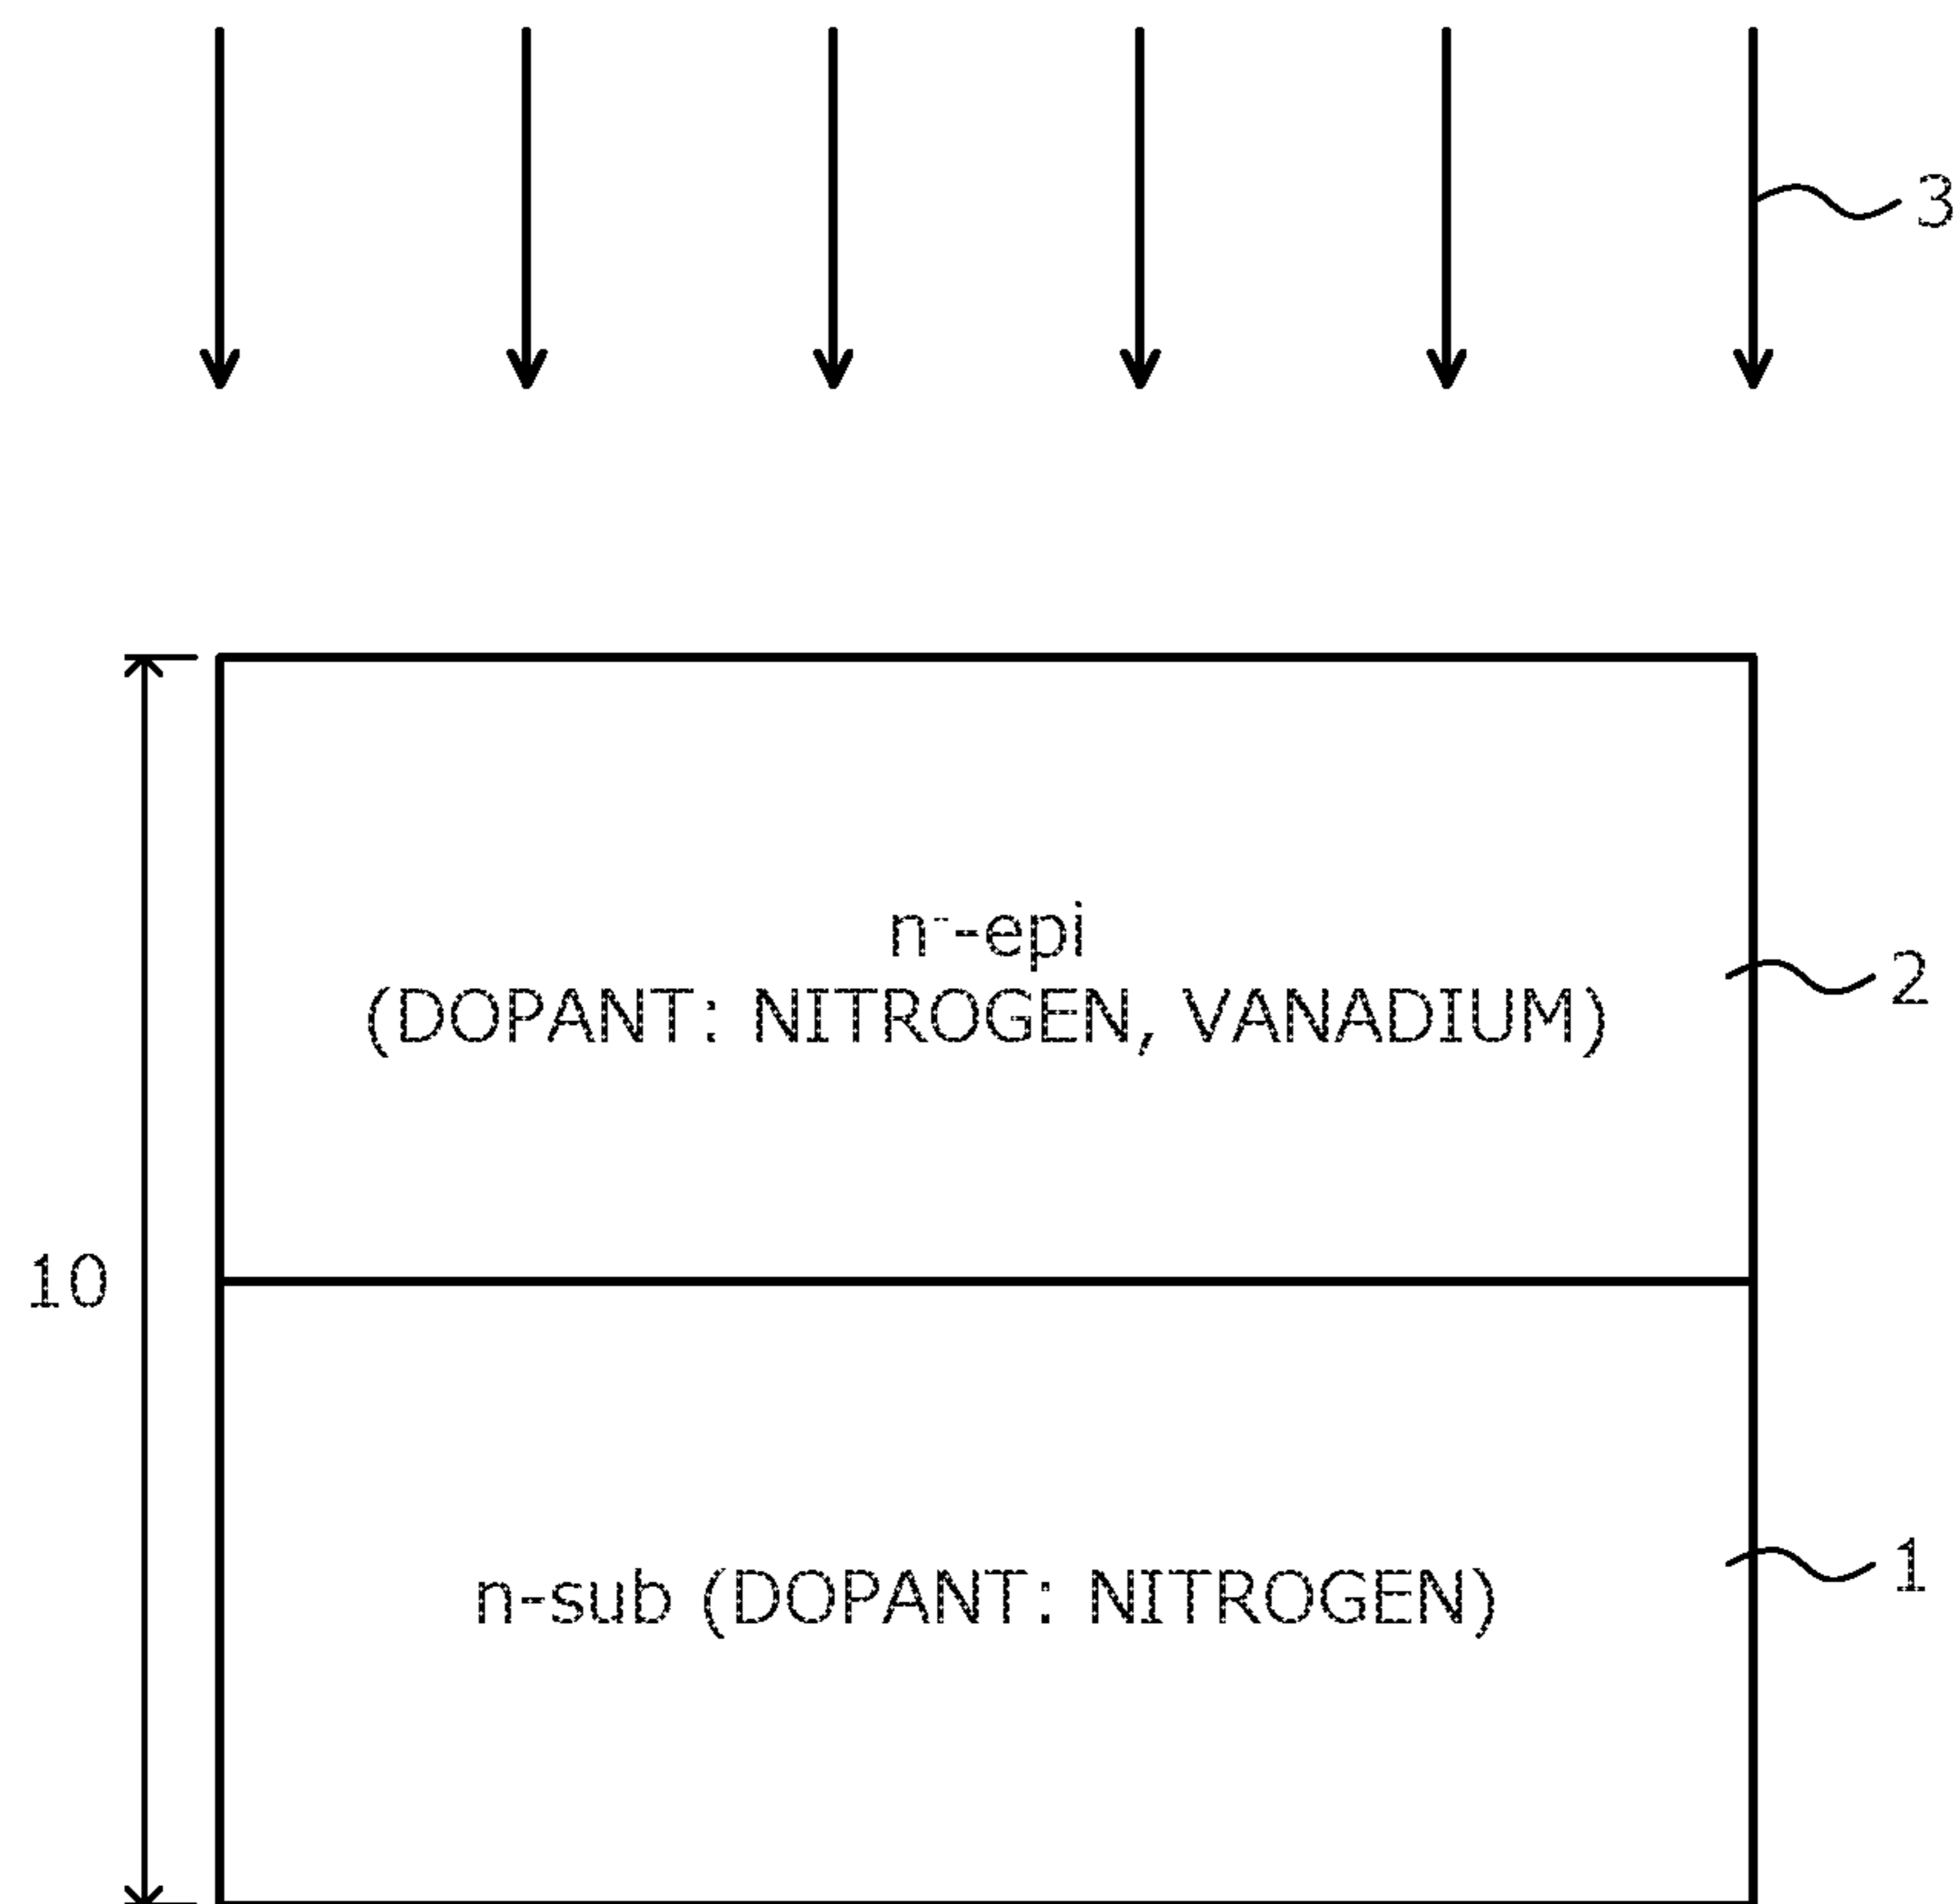 3
n⁻-epi
(DOPANT: NITROGEN, VANADIUM)
2
10
n-sub (DOPANT: NITROGEN)
1